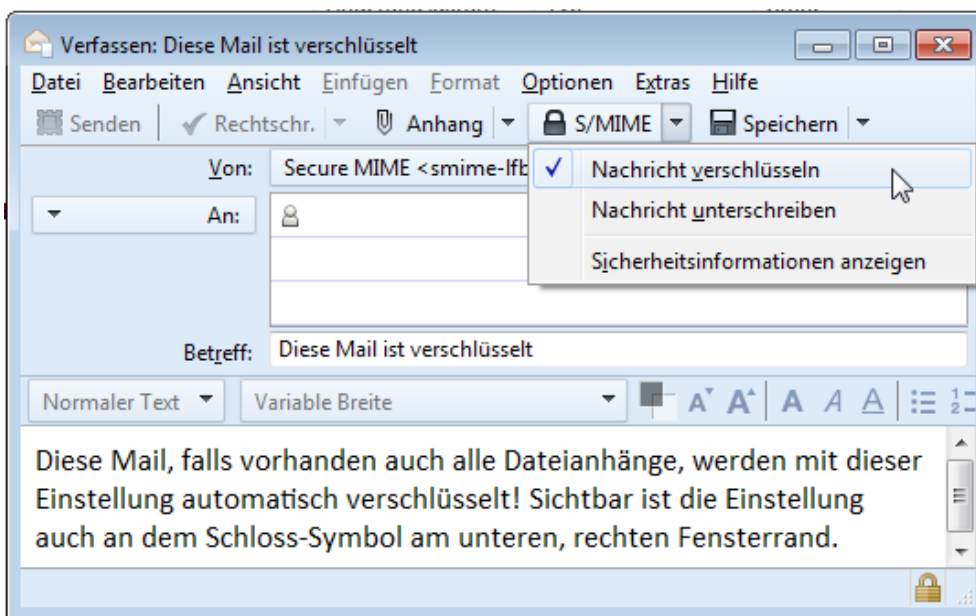 Verfassen: Diese Mail ist verschlüsselt
Datei Bearbeiten Ansicht Einfügen Format Optionen Extras Hilfe
Senden Rechtschr. Anhang S/MIME Speichern
Von: Secure MIME <smime-lfb
Nachricht verschlüsseln
An:
Nachricht unterschreiben
Sicherheitsinformationen anzeigen
Betreff: Diese Mail ist verschlüsselt
Normaler Text Variable Breite
Diese Mail, falls vorhanden auch alle Dateianhänge, werden mit dieser
Einstellung automatisch verschlüsselt! Sichtbar ist die Einstellung
auch an dem Schloss-Symbol am unteren, rechten Fensterrand.